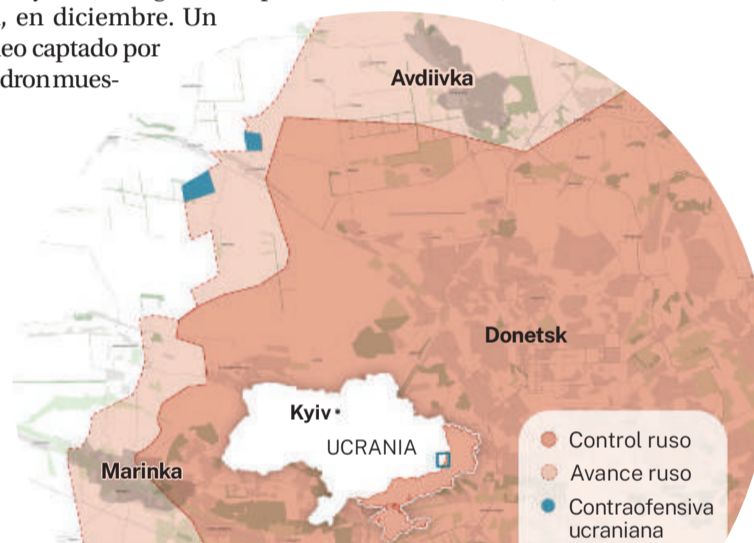 , en diciembre. Un
eo captado por
dron mues-
Avdiivka
Donetsk
Kyiv
UCRANIA
Marinka
Control ruso
Avance ruso
Contraofensiva
ucraniana